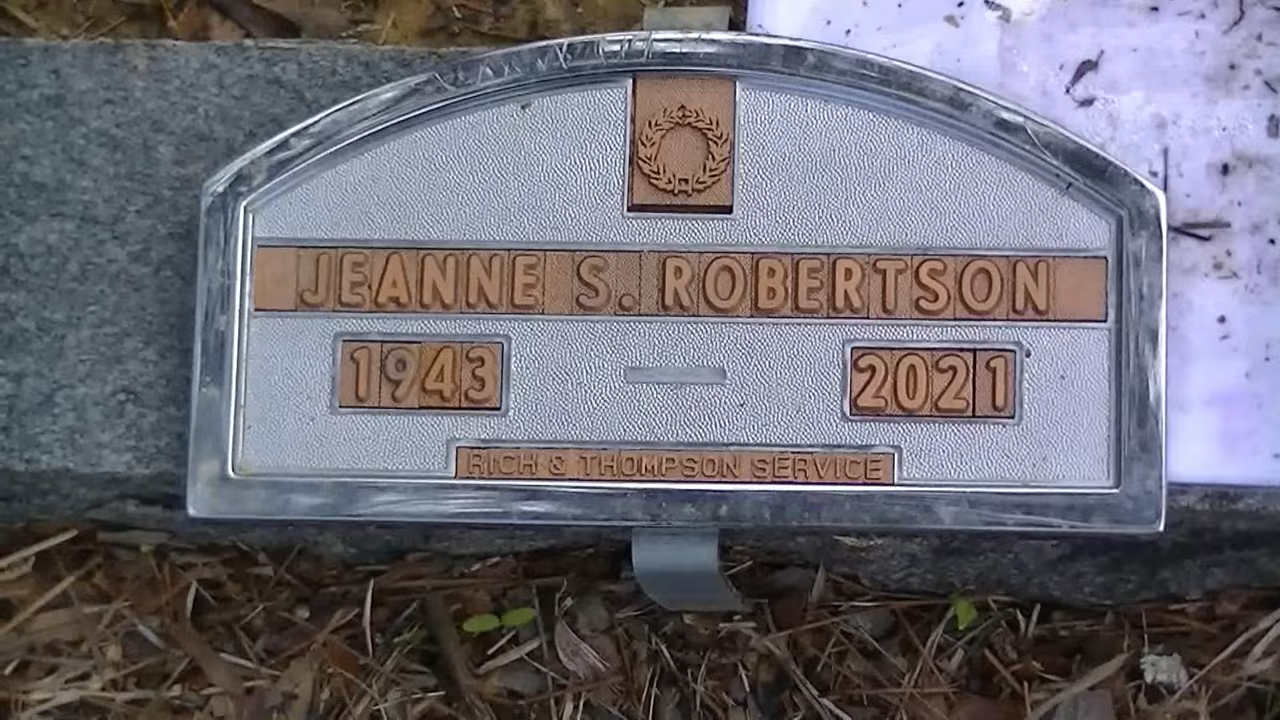 JEANNE S. ROBERTSON
1943 — 2021
RICH & THOMPSON SERVICE